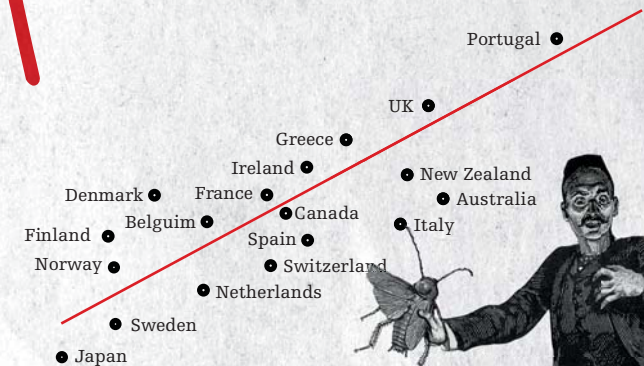 Portugal
UK
Greece
Ireland
New Zealand
Denmark
France
Australia
Belguim
Canada
Italy
Finland
Spain
Norway
Switzerland
Netherlands
Sweden
Japan